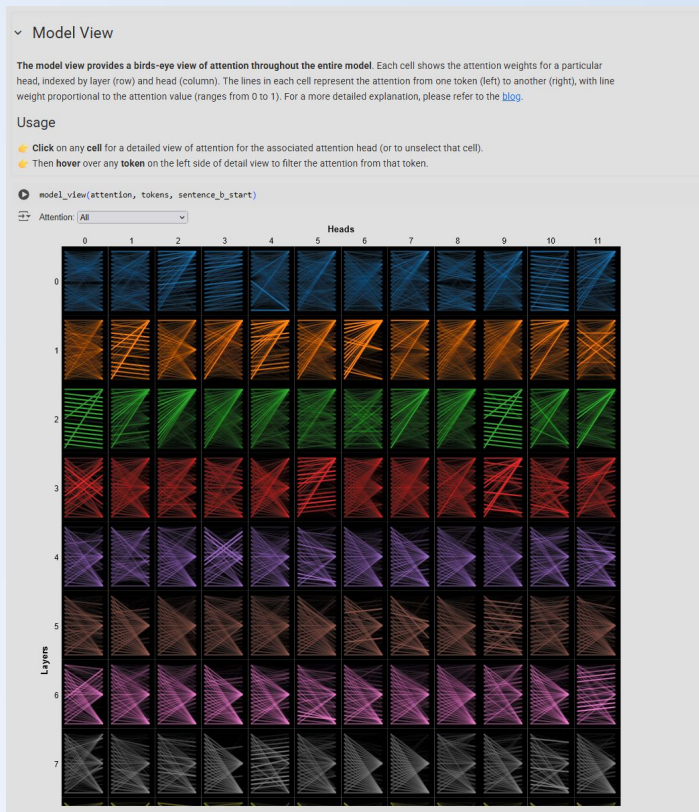 Model View
The model view provides a birds-eye view of attention throughout the entire model. Each cell shows the attention weights for a particular
head, indexed by layer (row) and head (column). The lines in each cell represent the attention from one token (left) to another (right), with line
weight proportional to the attention value (ranges from 0 to 1). For a more detailed explanation, please refer to the blog.
Usage
👉 Click on any cell for a detailed view of attention for the associated attention head (or to unselect that cell).
👉 Then hover over any token on the left side of detail view to filter the attention from that token.
model_view(attention, tokens, sentence_b_start)
Attention: All
Heads
0 1 2 3 4 5 6 7 8 9 10 11
0
1
2
3
4
5
Layers
6
7